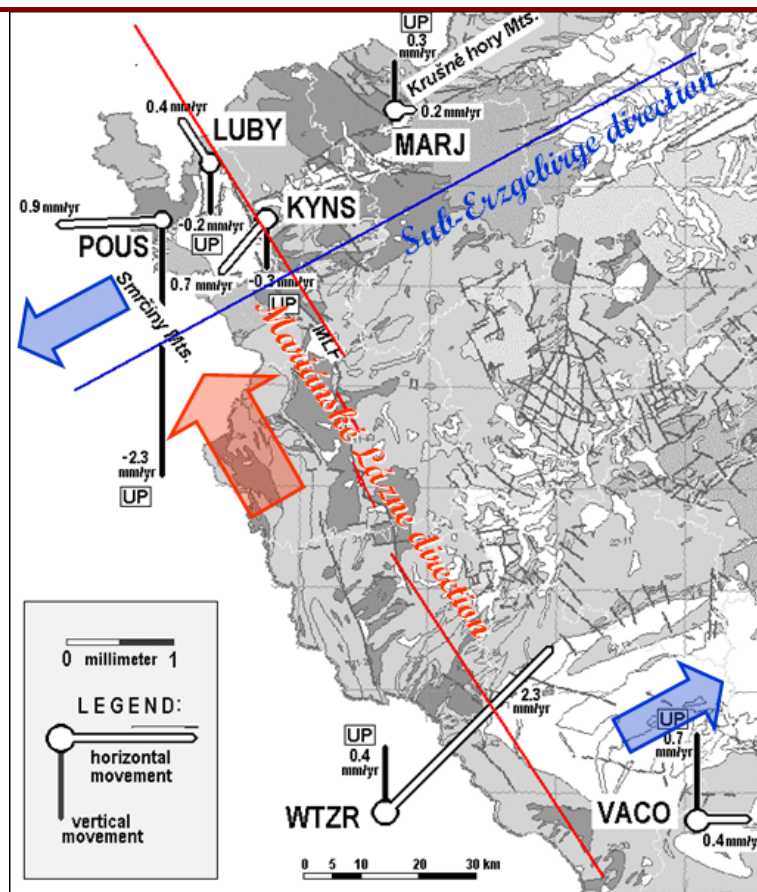 UP
0.3
mm/yr
Krušné hory Mts.
0.4 mm/yr
0.2 mm/yr
LUBY
MARJ
Sub-Erzgebirge direction
0.9 mm/yr
KYNS
POUS
-0.2 mm/yr
UP
0.7 mm/yr
-0.3 mm/yr
UP
Smrčiny Mts.
MLF
Mariánské Lázne direction
-2.3
mm/yr
UP
0 millimeter 1
LEGEND:
horizontal
movement
vertical
movement
2.3
mm/yr
UP
0.4
mm/yr
UP
0.7
mm/yr
WTZR
VACO
0.4 mm/yr
0 5 10 20 30 km